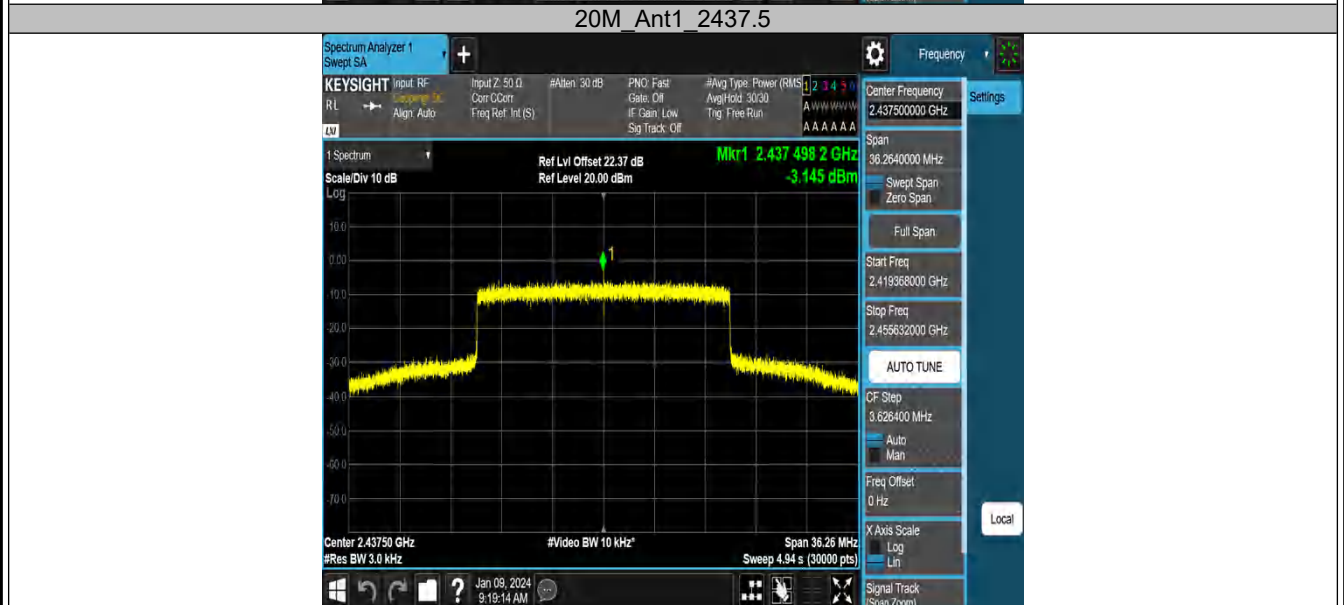 20M_Ant1_2437.5
Spectrum Analyzer 1
Swept SA
+
Frequency
KEYSIGHT
Input: RF
Coupling: DC
Align: Auto
RL
LXI
Input Z: 50 Ω
Corr CCorr
Freq Ref: Int (S)
#Atten: 30 dB
PNO: Fast
Gate: Off
IF Gain: Low
Sig Track: Off
#Avg Type: Power (RMS
Avg|Hold: 30/30
Trig: Free Run
1 2 3 4 5 6
A W W W W W
A A A A A A
Center Frequency
2.437500000 GHz
Settings
Span
36.2640000 MHz
Swept Span
Zero Span
Full Span
Start Freq
2.419368000 GHz
Stop Freq
2.455632000 GHz
AUTO TUNE
CF Step
3.626400 MHz
Auto
Man
Freq Offset
0 Hz
X Axis Scale
Log
Lin
Signal Track
(Span Zoom)
Local
1 Spectrum
Scale/Div 10 dB
Log
Ref Lvl Offset 22.37 dB
Ref Level 20.00 dBm
Mkr1 2.437 498 2 GHz
-3.145 dBm
1
10.0
0.00
-10.0
-20.0
-30.0
-40.0
-50.0
-60.0
-70.0
Center 2.43750 GHz
#Res BW 3.0 kHz
#Video BW 10 kHz*
Span 36.26 MHz
Sweep 4.94 s (30000 pts)
?
Jan 09, 2024
9:19:14 AM